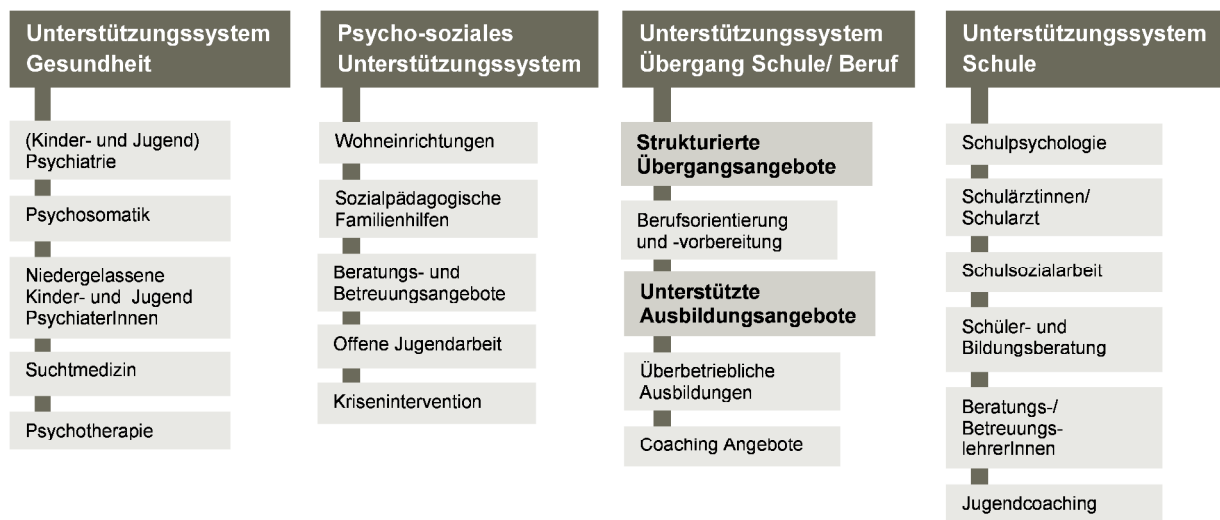 Unterstützungssystem
Gesundheit
(Kinder- und Jugend)
Psychiatrie
Psychosomatik
Niedergelassene
Kinder- und Jugend
PsychiaterInnen
Suchtmedizin
Psychotherapie
Psycho-soziales
Unterstützungssystem
Wohneinrichtungen
Sozialpädagogische
Familienhilfen
Beratungs- und
Betreuungsangebote
Offene Jugendarbeit
Krisenintervention
Unterstützungssystem
Übergang Schule/ Beruf
Strukturierte
Übergangsangebote
Berufsorientierung
und -vorbereitung
Unterstützte
Ausbildungsangebote
Überbetriebliche
Ausbildungen
Coaching Angebote
Unterstützungssystem
Schule
Schulpsychologie
Schulärztinnen/
Schularzt
Schulsozialarbeit
Schüler- und
Bildungsberatung
Beratungs-/
Betreuungs-
lehrerInnen
Jugendcoaching